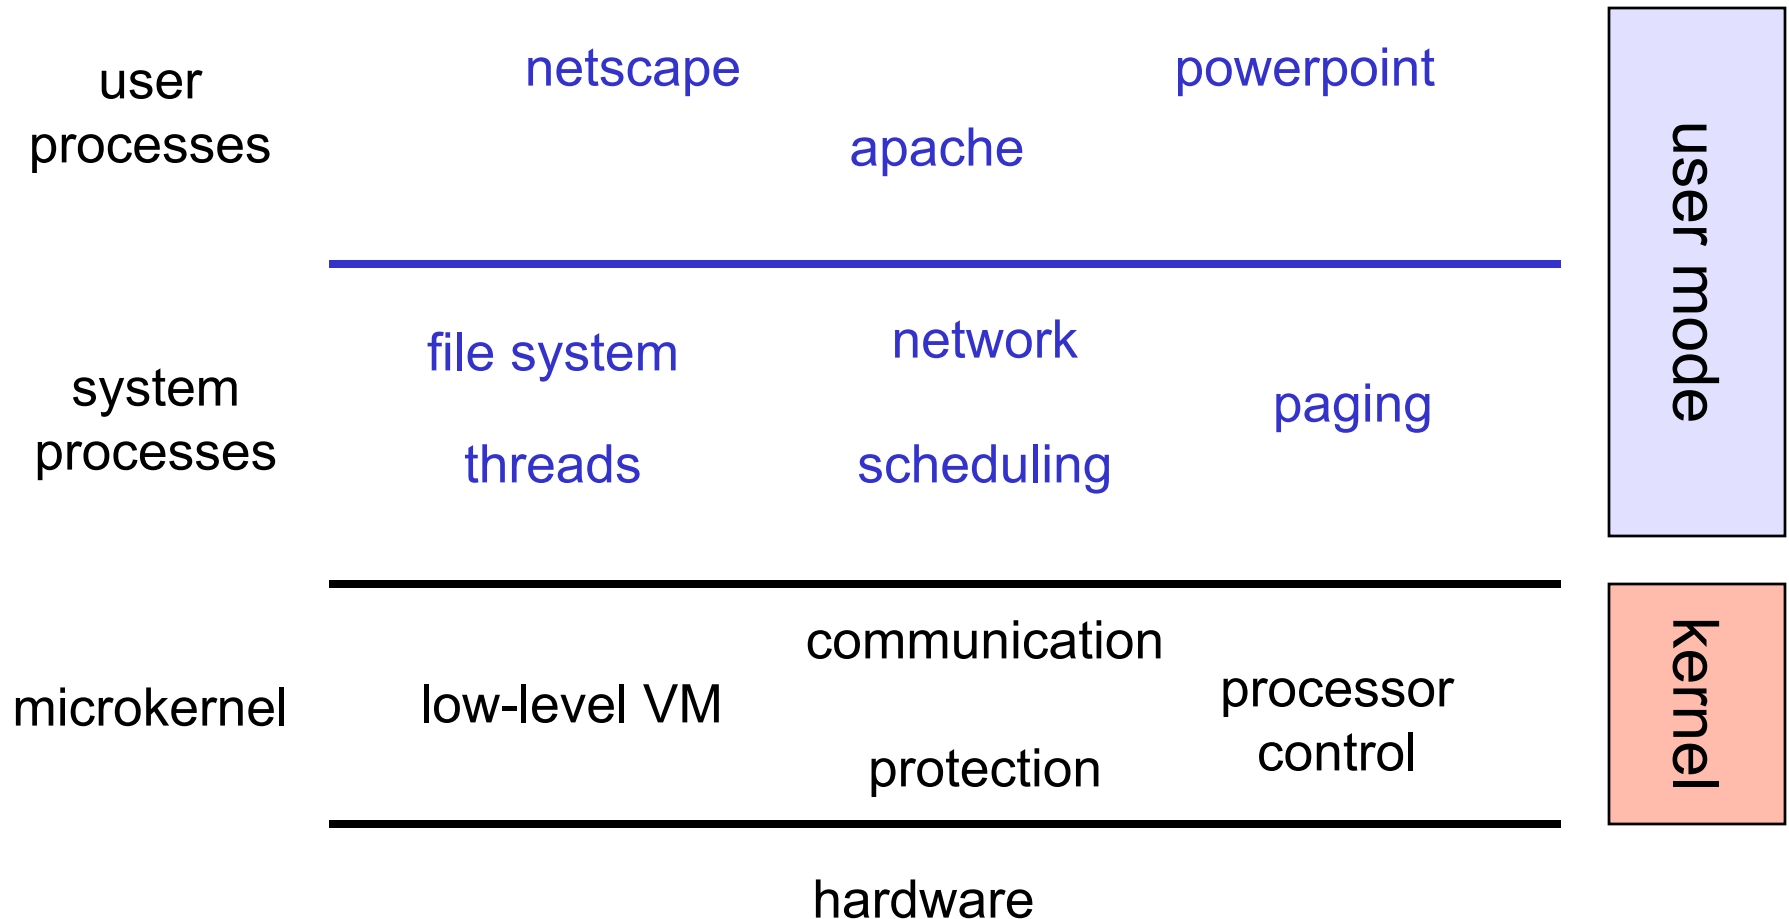 user
processes
netscape
powerpoint
apache
user mode
system
processes
file system
network
paging
threads
scheduling
microkernel
low-level VM
communication
processor
control
protection
kernel
hardware